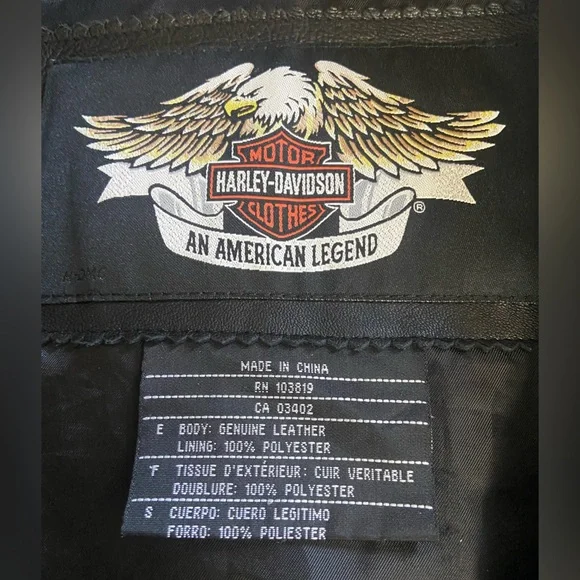 MOTOR
HARLEY-DAVIDSON
CLOTHES
®
AN AMERICAN LEGEND
H-DMC
MADE IN CHINA
RN 103819
CA 03402
E BODY: GENUINE LEATHER
LINING: 100% POLYESTER
F TISSUE D'EXTÉRIEUR: CUIR VERITABLE
DOUBLURE: 100% POLYESTER
S CUERPO: CUERO LEGITIMO
FORRO: 100% POLIESTER